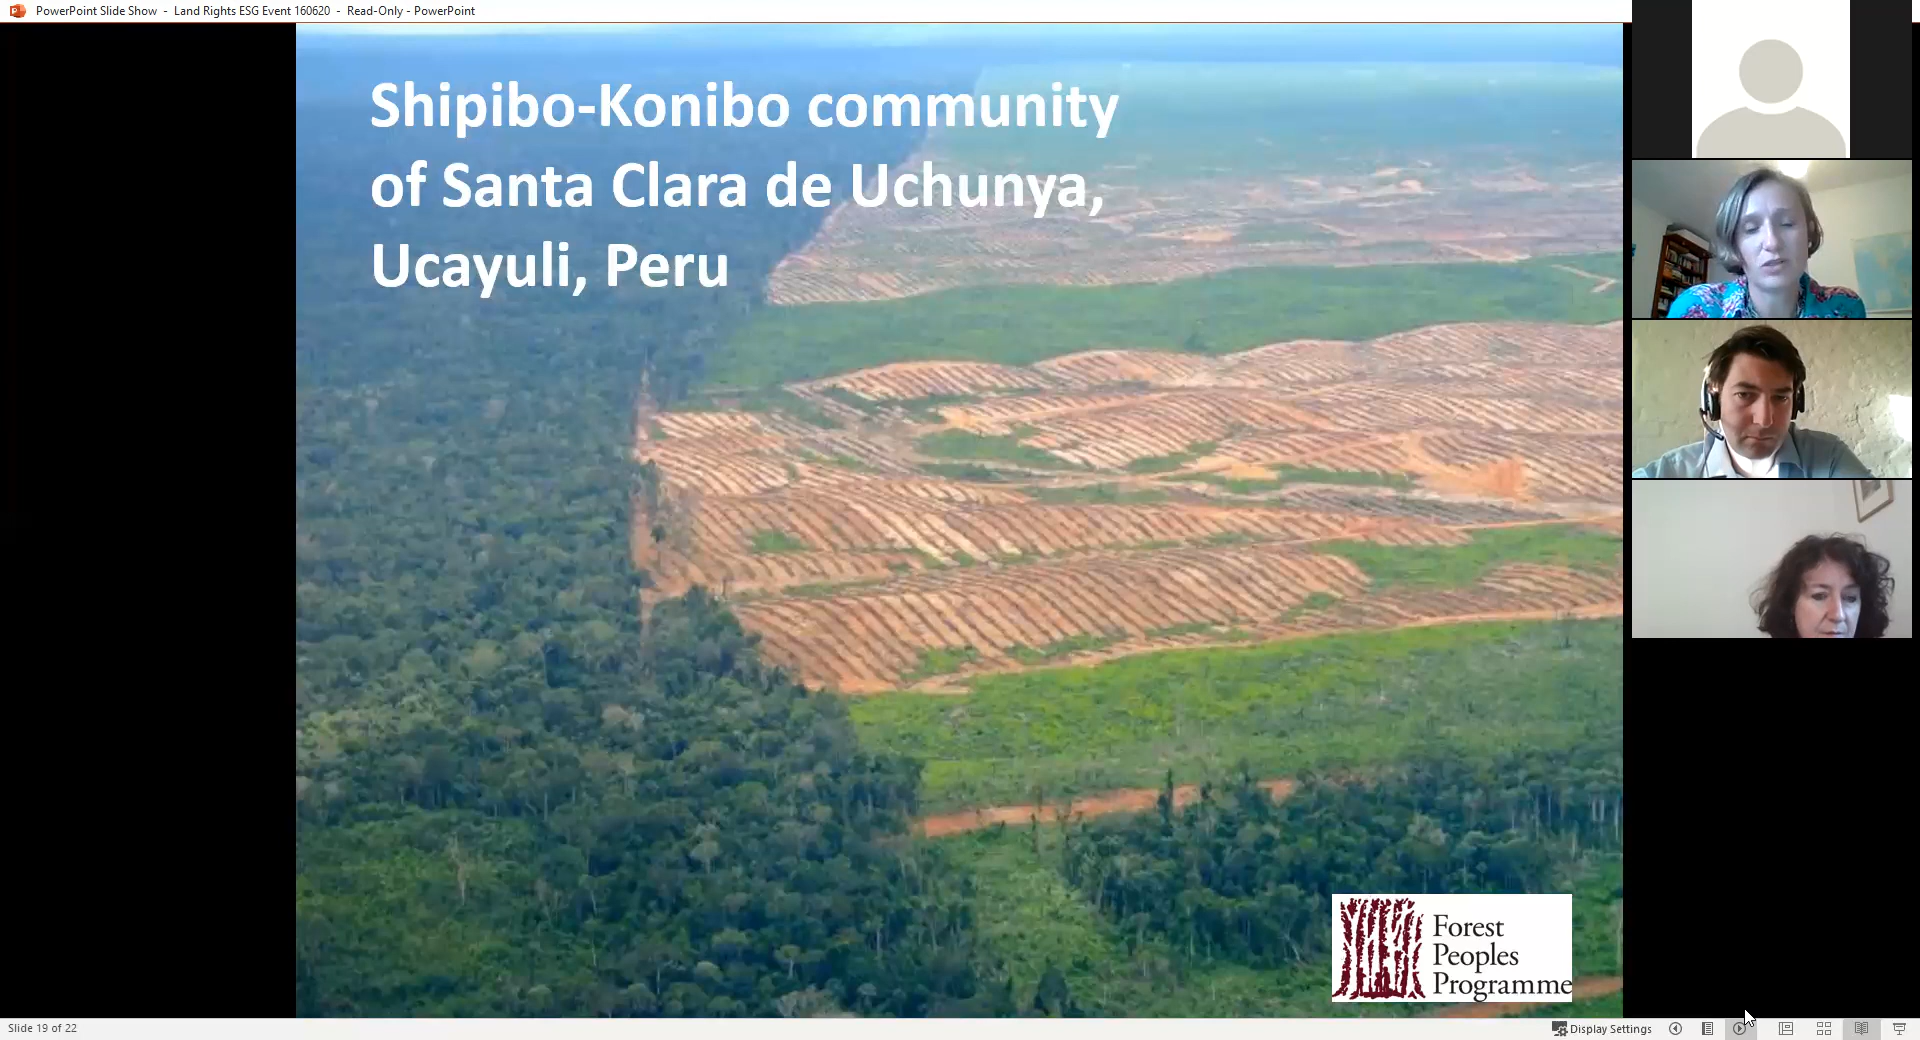 PowerPoint Slide Show - Land Rights ESG Event 160620 - Read-Only - PowerPoint
Shipibo-Konibo community
of Santa Clara de Uchunya,
Ucayuli, Peru
Forest
Peoples
Programme
Slide 19 of 22
Display Settings